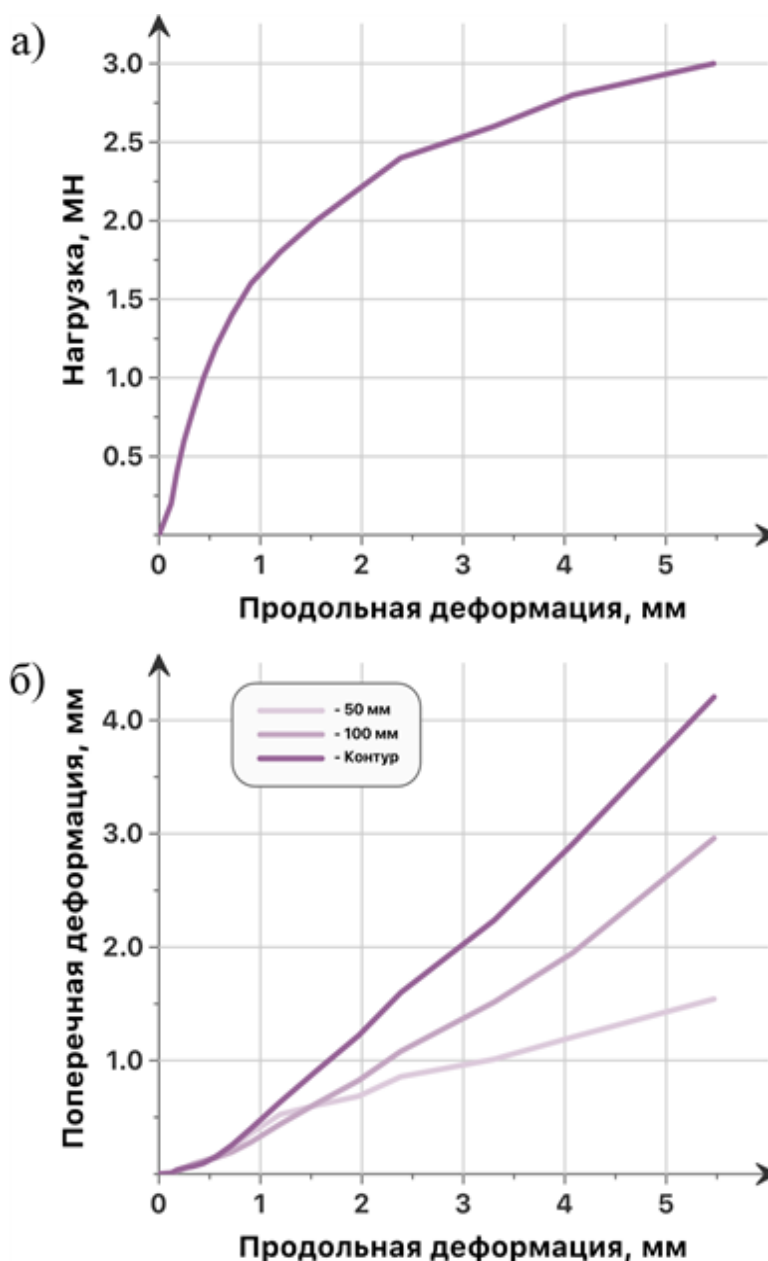 а)
3.0
2.5
2.0
1.5
1.0
0.5
Нагрузка, МН
0 1 2 3 4 5
Продольная деформация, мм
б)
- 50 мм
- 100 мм
- Контур
4.0
3.0
2.0
1.0
Поперечная деформация, мм
0 1 2 3 4 5
Продольная деформация, мм